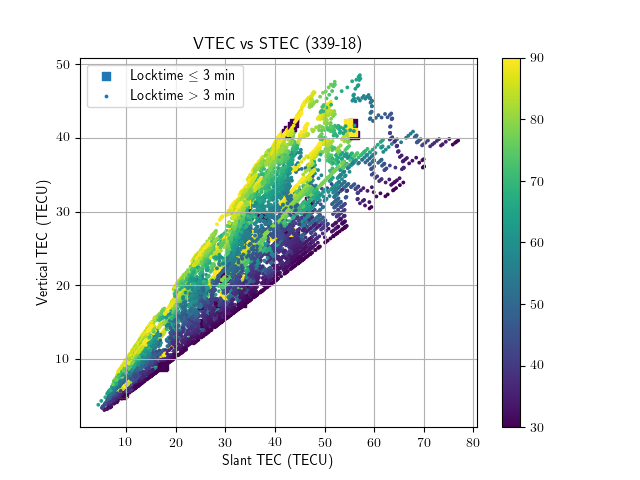 VTEC vs STEC (339-18)
Locktime ≤ 3 min
Locktime > 3 min
50
40
30
20
10
Vertical TEC (TECU)
10 20 30 40 50 60 70 80
Slant TEC (TECU)
90
80
70
60
50
40
30